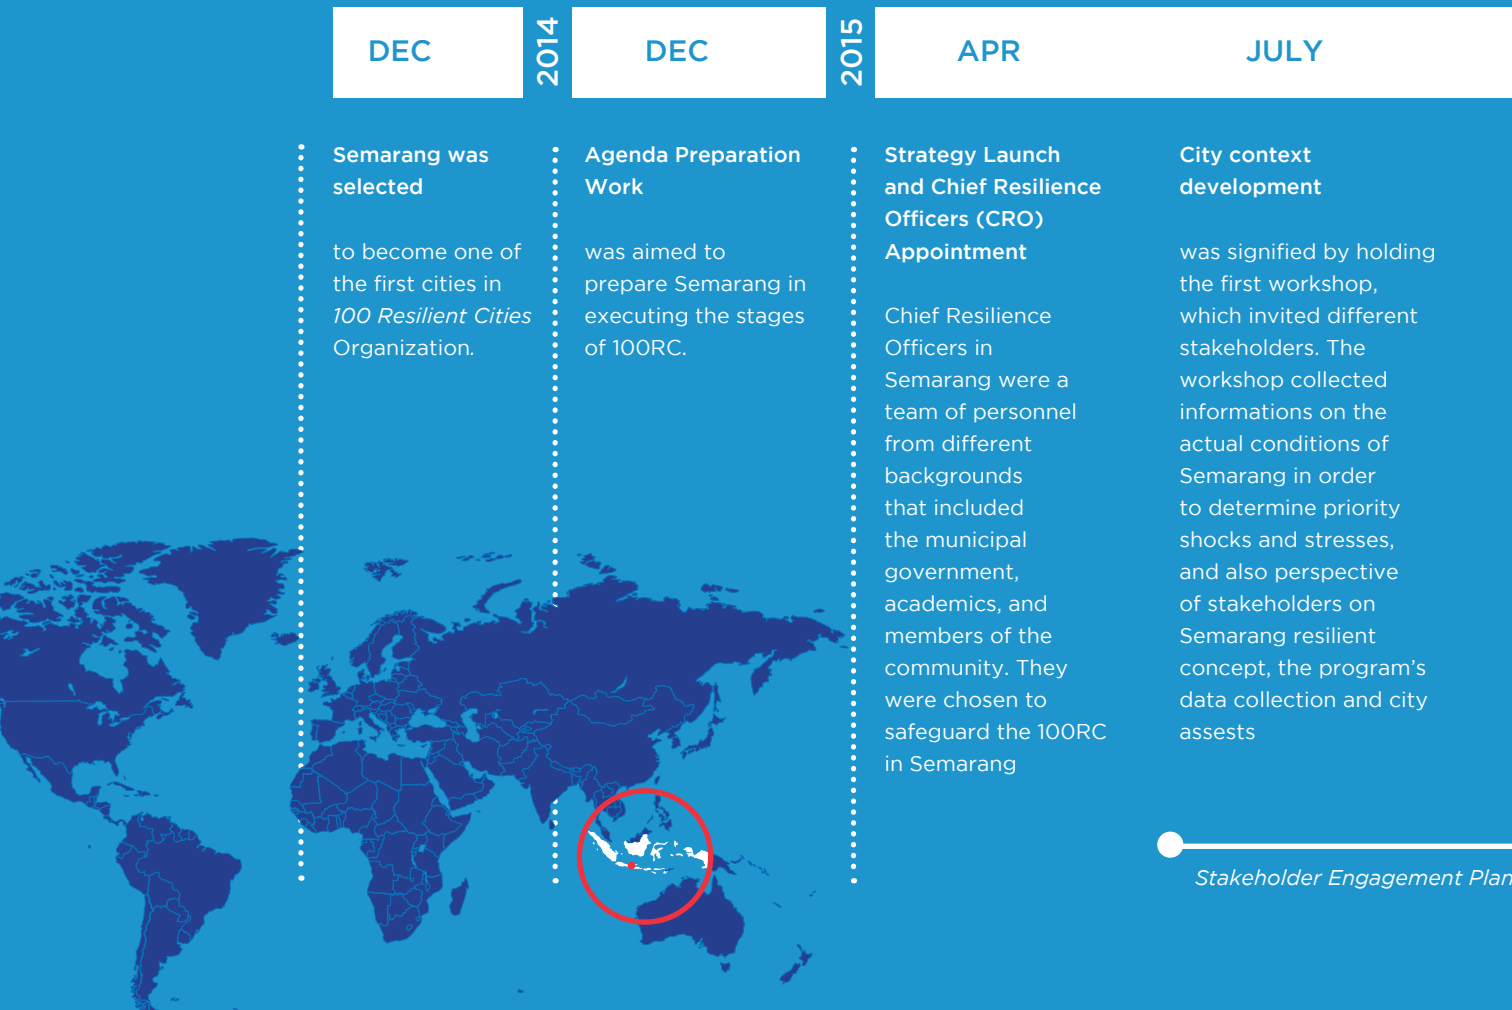 DEC
2014
DEC
2015
APR
JULY
Semarang was
selected
to become one of
the first cities in
100 Resilient Cities
Organization.
Agenda Preparation
Work
was aimed to
prepare Semarang in
executing the stages
of 100RC.
Strategy Launch
and Chief Resilience
Officers (CRO)
Appointment
Chief Resilience
Officers in
Semarang were a
team of personnel
from different
backgrounds
that included
the municipal
government,
academics, and
members of the
community. They
were chosen to
safeguard the 100RC
in Semarang
City context
development
was signified by holding
the first workshop,
which invited different
stakeholders. The
workshop collected
informations on the
actual conditions of
Semarang in order
to determine priority
shocks and stresses,
and also perspective
of stakeholders on
Semarang resilient
concept, the program's
data collection and city
assests
Stakeholder Engagement Plan